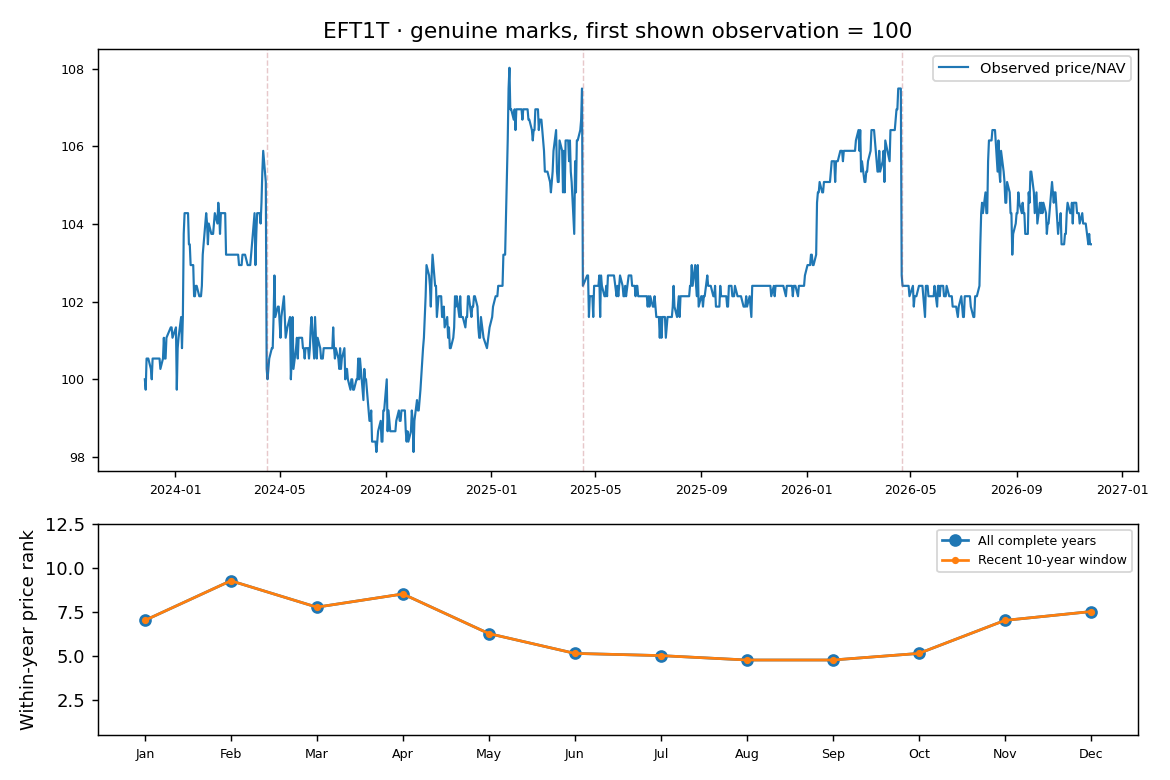 EFT1T · genuine marks, first shown observation = 100
Observed price/NAV
108
106
104
102
100
98
2024-01 2024-05 2024-09 2025-01 2025-05 2025-09 2026-01 2026-05 2026-09 2027-01
Within-year price rank
All complete years
Recent 10-year window
12.5
10.0
7.5
5.0
2.5
Jan Feb Mar Apr May Jun Jul Aug Sep Oct Nov Dec